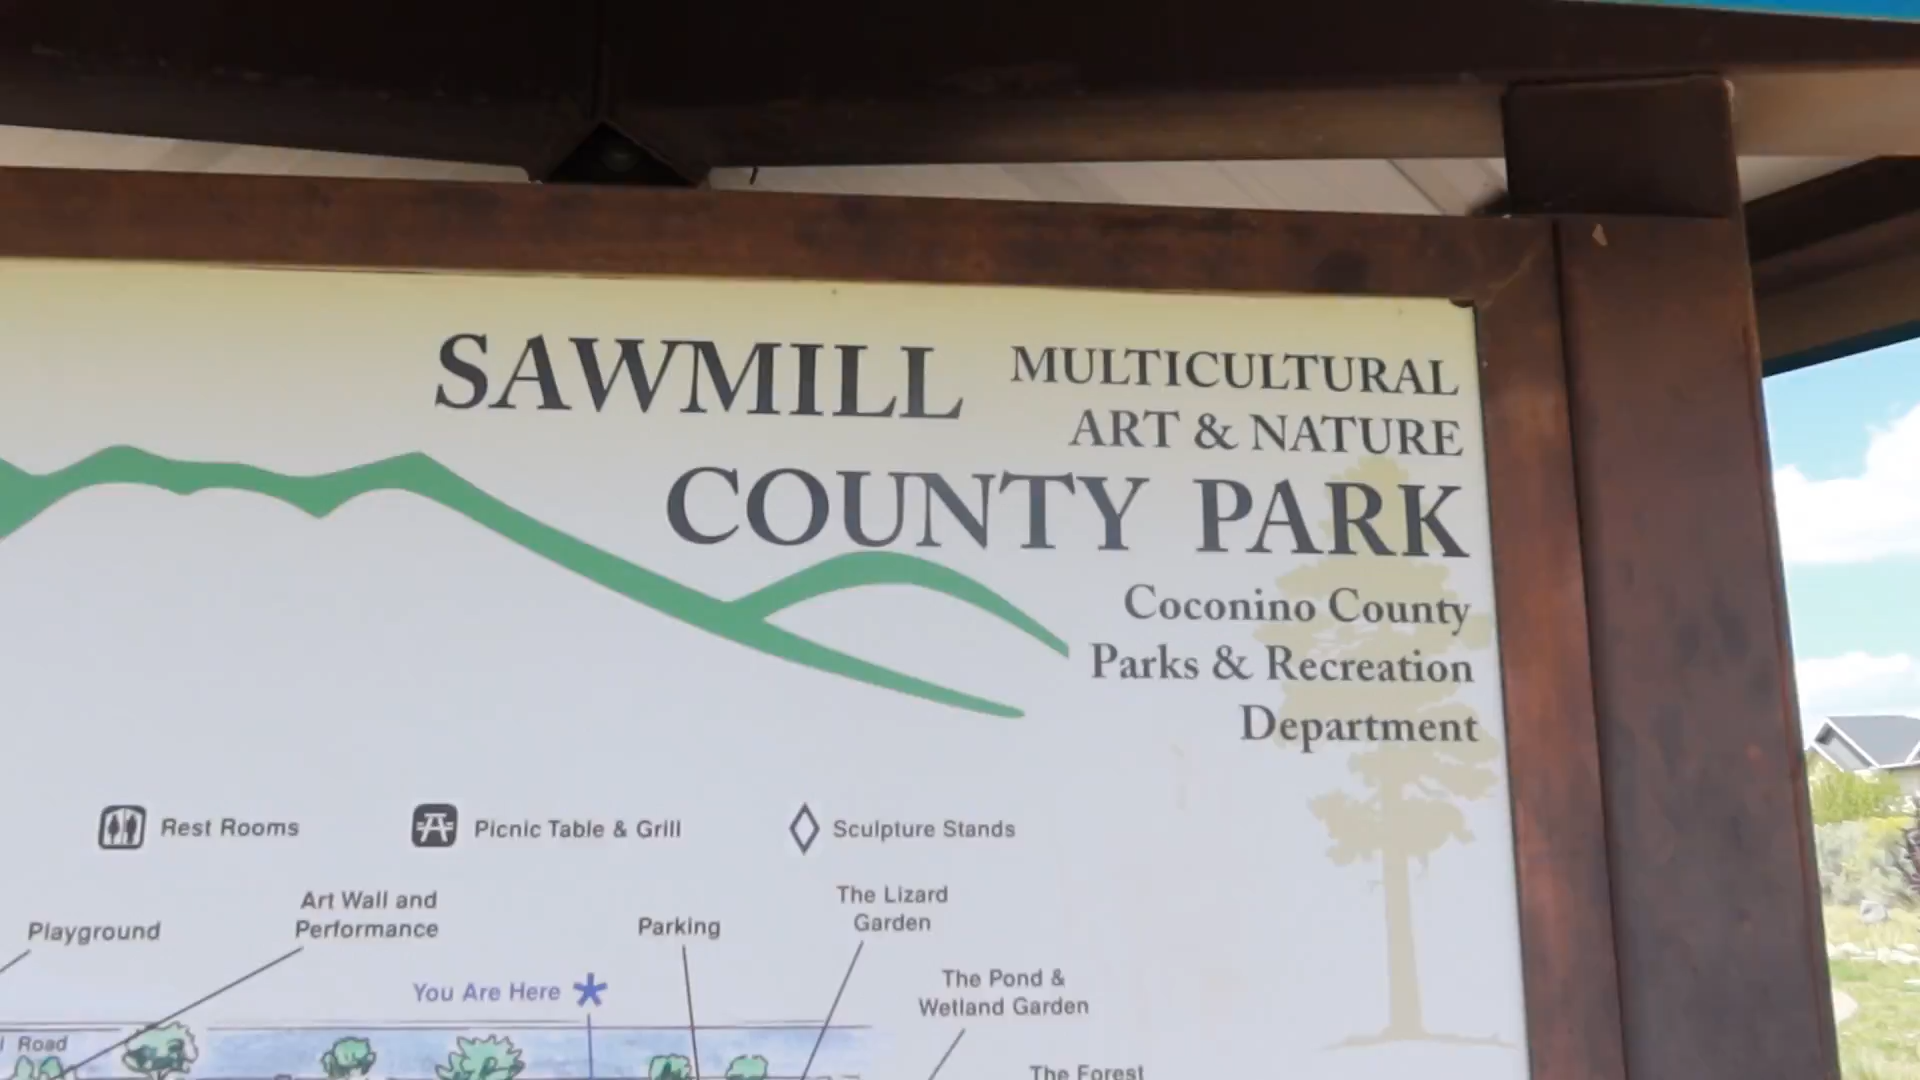 SAWMILL MULTICULTURAL
ART & NATURE
COUNTY PARK
Coconino County
Parks & Recreation
Department
Rest Rooms
Picnic Table & Grill
Sculpture Stands
Playground
Art Wall and
Performance
Parking
The Lizard
Garden
You Are Here
The Pond &
Wetland Garden
Road
The Forest